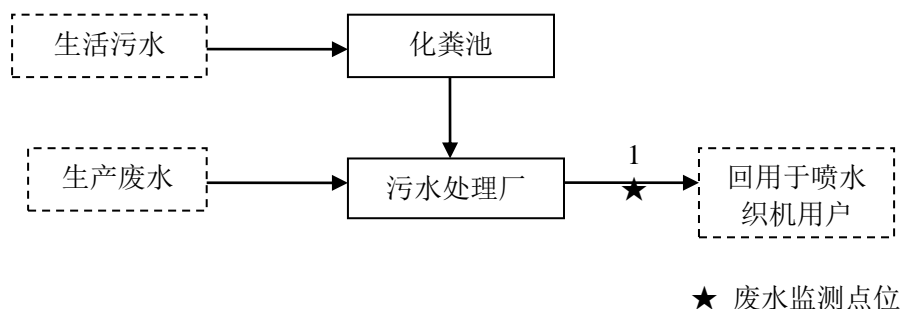 生活污水
化粪池
生产废水
污水处理厂
1
★
回用于喷水
织机用户
★ 废水监测点位